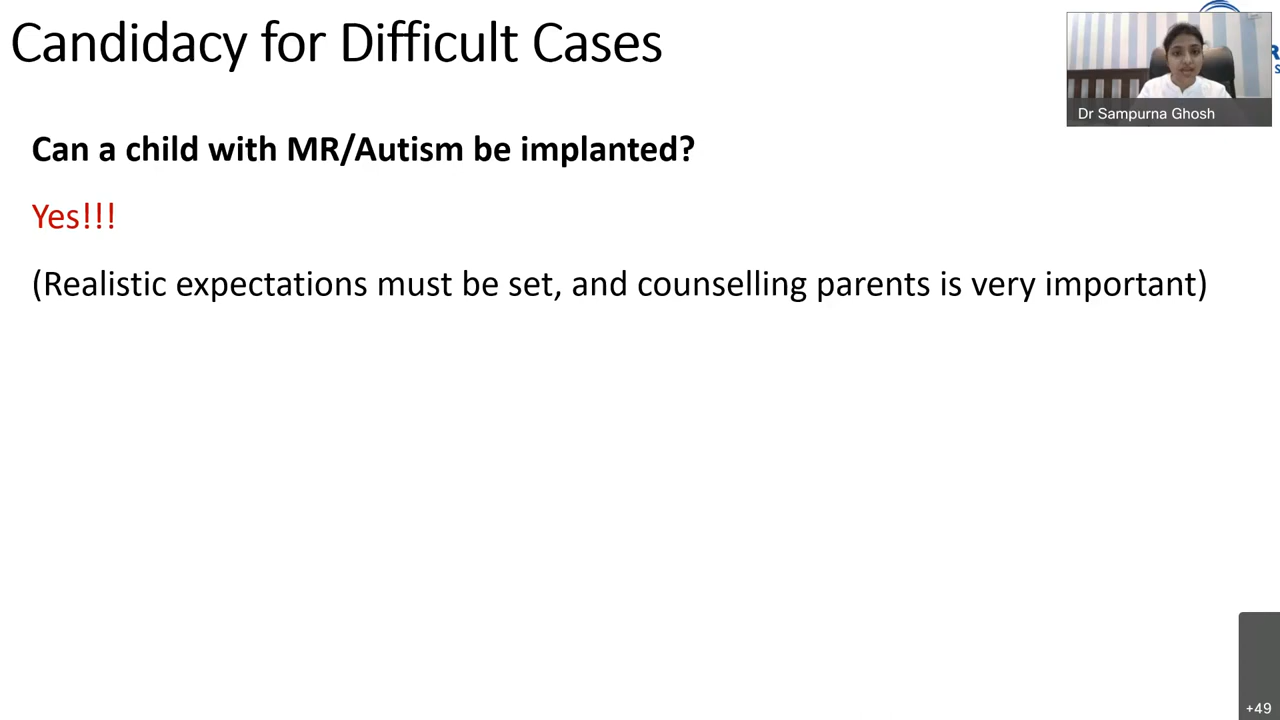 Candidacy for Difficult Cases
Dr Sampurna Ghosh
Can a child with MR/Autism be implanted?
Yes!!!
(Realistic expectations must be set, and counselling parents is very important)
+49